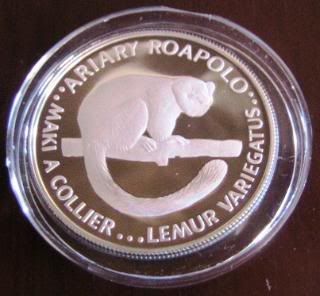 ..ARIARY ROAPOLO..
..MAKI A COLLIER...LEMUR VARIEGATUS..